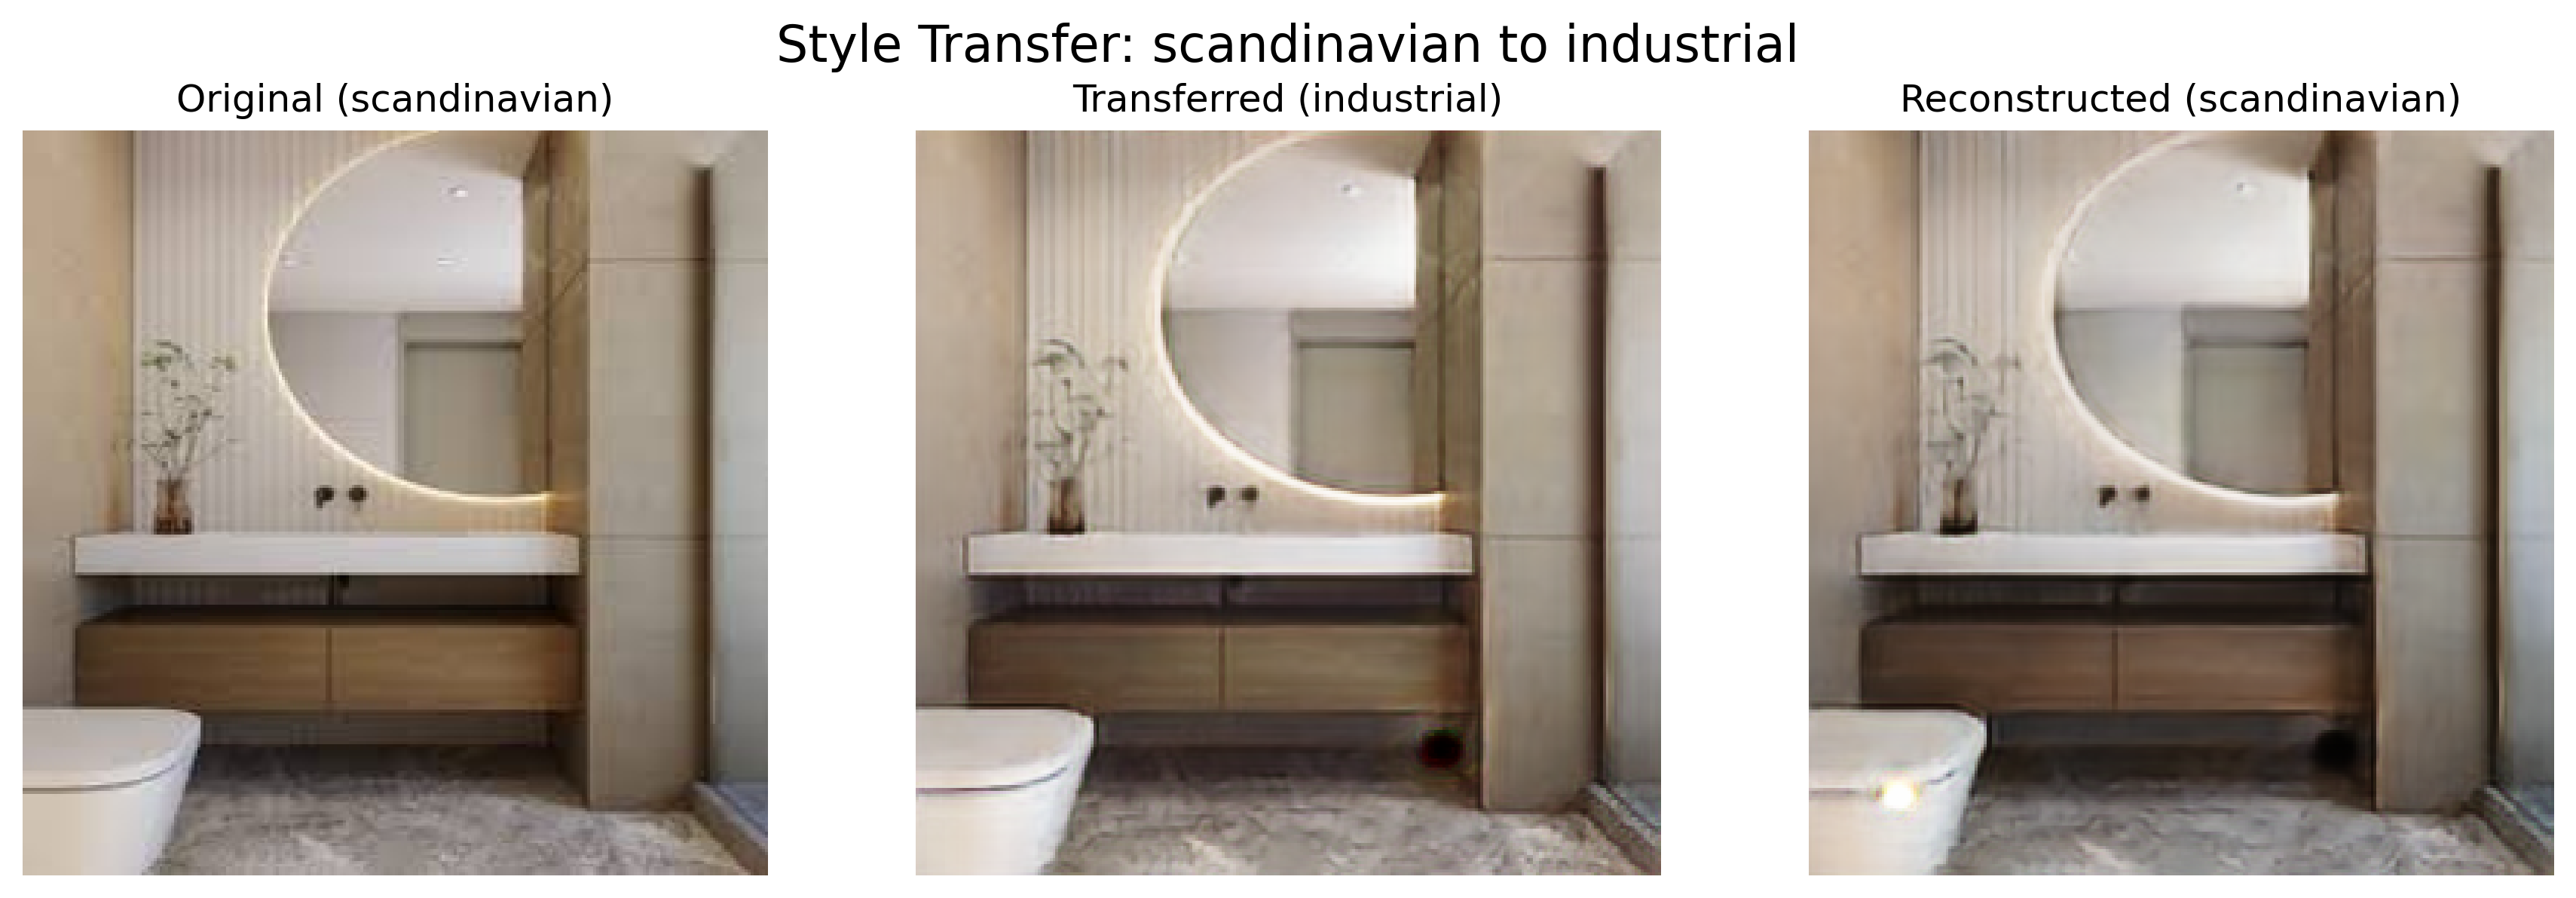 Style Transfer: scandinavian to industrial
Original (scandinavian)
Transferred (industrial)
Reconstructed (scandinavian)